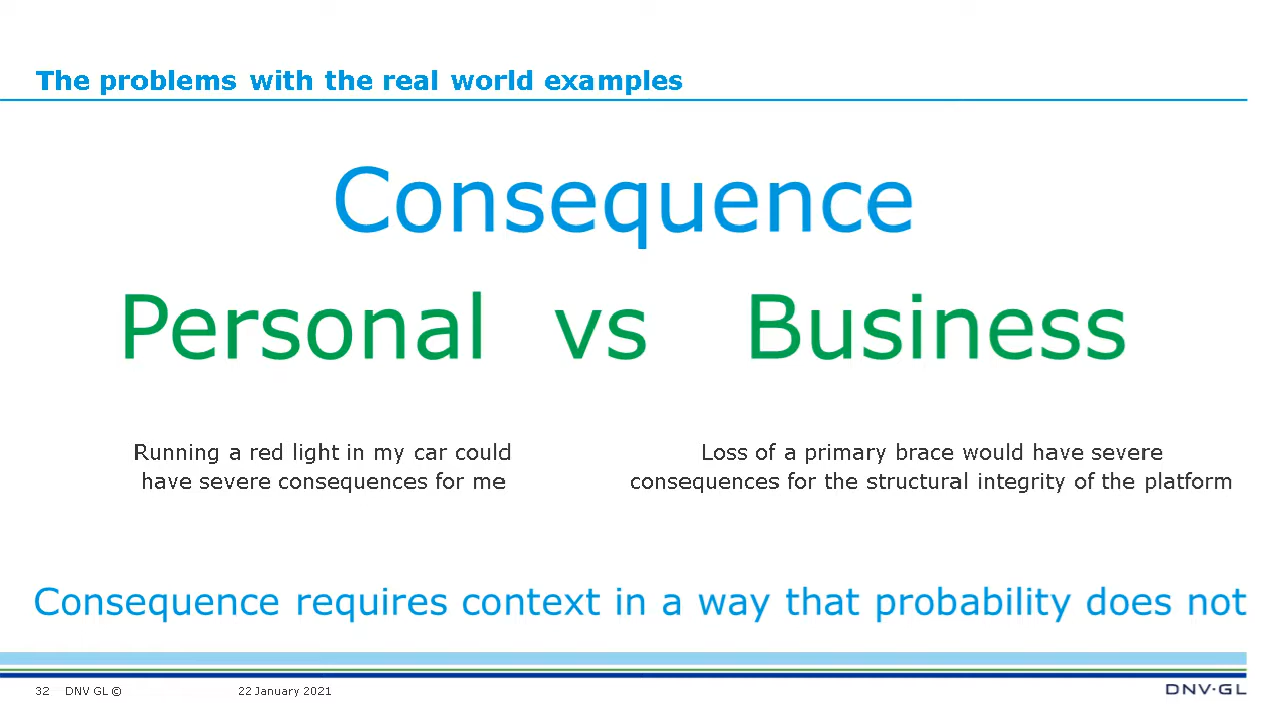 The problems with the real world examples
Consequence
Personal vs Business
Running a red light in my car could
have severe consequences for me
Loss of a primary brace would have severe
consequences for the structural integrity of the platform
Consequence requires context in a way that probability does not
32 DNV GL © 22 January 2021 DNV·GL